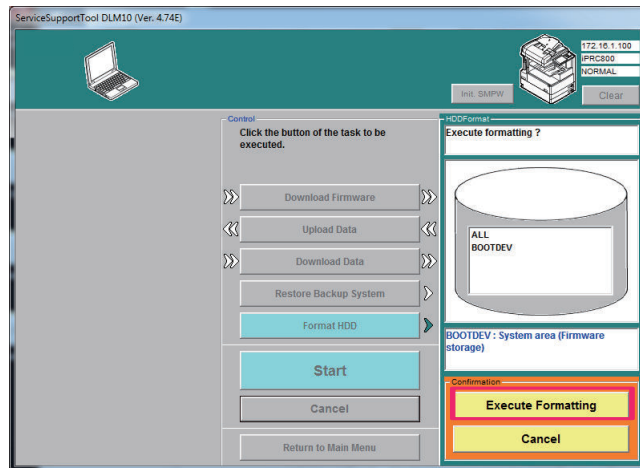 ServiceSupportTool DLM10 (Ver. 4.74E)
172.16.1.100
iPRC800
NORMAL
Init. SMPW
Clear
Control
Click the button of the task to be
executed.
Download Firmware
Upload Data
Download Data
Restore Backup System
Format HDD
Start
Cancel
Return to Main Menu
HDDFormat
Execute formatting ?
ALL
BOOTDEV
BOOTDEV : System area (Firmware
storage)
Confirmation
Execute Formatting
Cancel